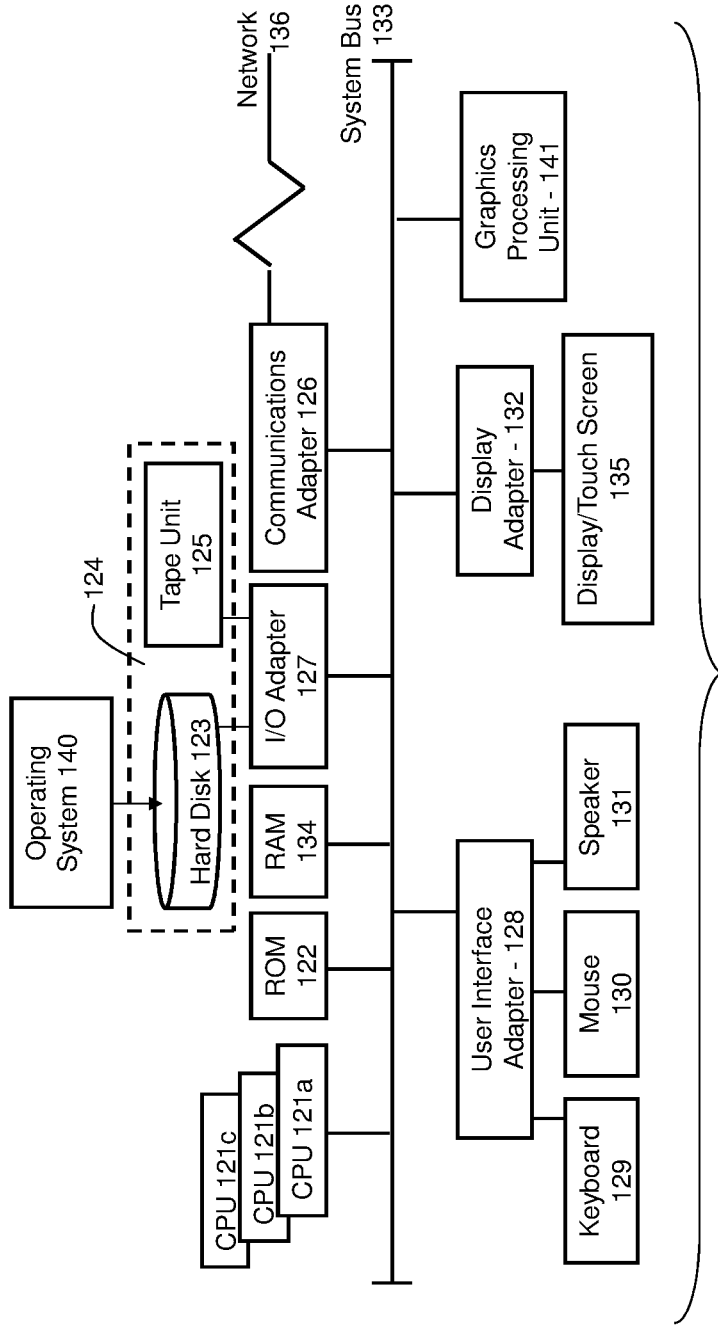 Operating
System 140
124
Hard Disk 123
Tape Unit
125
Network
136
CPU 121c
CPU 121b
CPU 121a
ROM
122
RAM
134
I/O Adapter
127
Communications
Adapter 126
System Bus
133
User Interface
Adapter - 128
Display
Adapter - 132
Graphics
Processing
Unit - 141
Keyboard
129
Mouse
130
Speaker
131
Display/Touch Screen
135